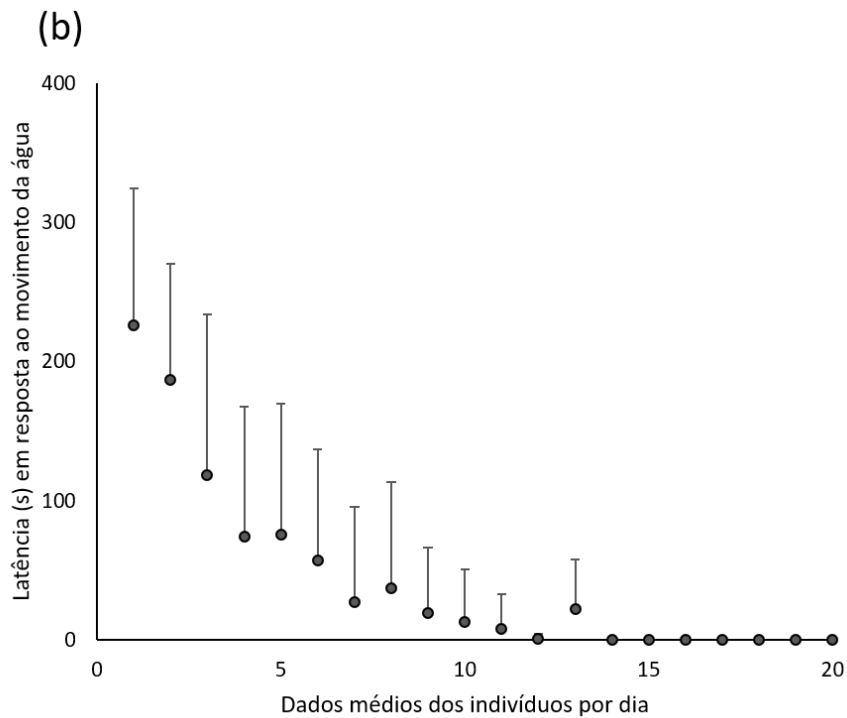 (b)
Latência (s) em resposta ao movimento da água
400
300
200
100
0
0 5 10 15 20
Dados médios dos indivíduos por dia